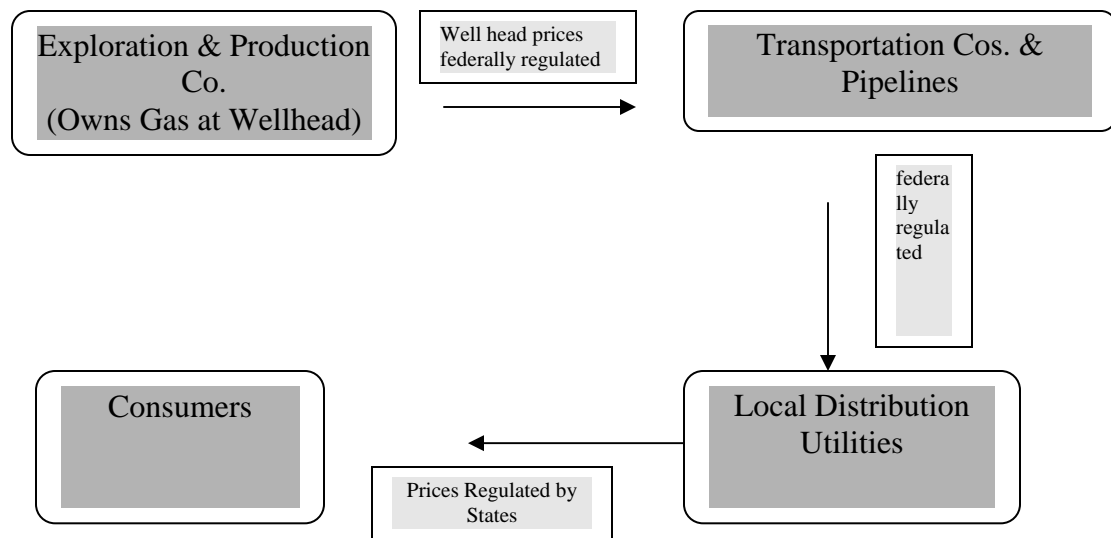 Exploration & Production
Co.
(Owns Gas at Wellhead)
Well head prices
federally regulated
Transportation Cos. &
Pipelines
federa
lly
regula
ted
Local Distribution
Utilities
Prices Regulated by
States
Consumers